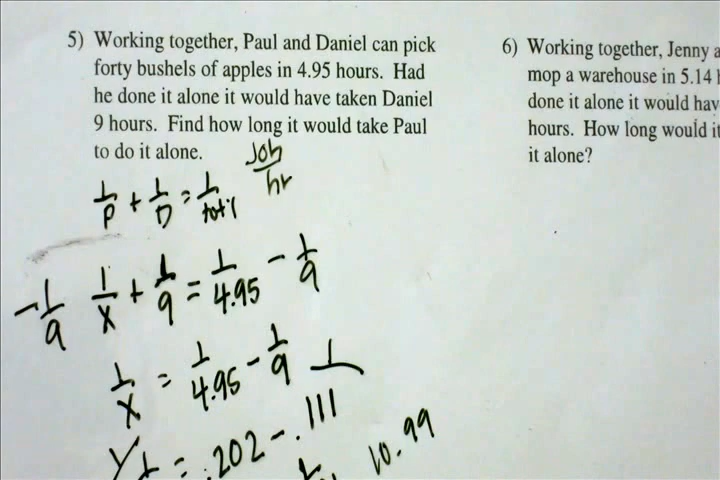 5) Working together, Paul and Daniel can pick
forty bushels of apples in 4.95 hours. Had
he done it alone it would have taken Daniel
9 hours. Find how long it would take Paul
to do it alone.
6) Working together, Jenny a
mop a warehouse in 5.14
done it alone it would hav
hours. How long would it
it alone?
1/P + 1/D = 1/tot'l job/hr
-1/9 1/x + 1/9 = 1/4.95 - 1/9
1/x = 1/4.95 - 1/9
= .202 - .111
10.99